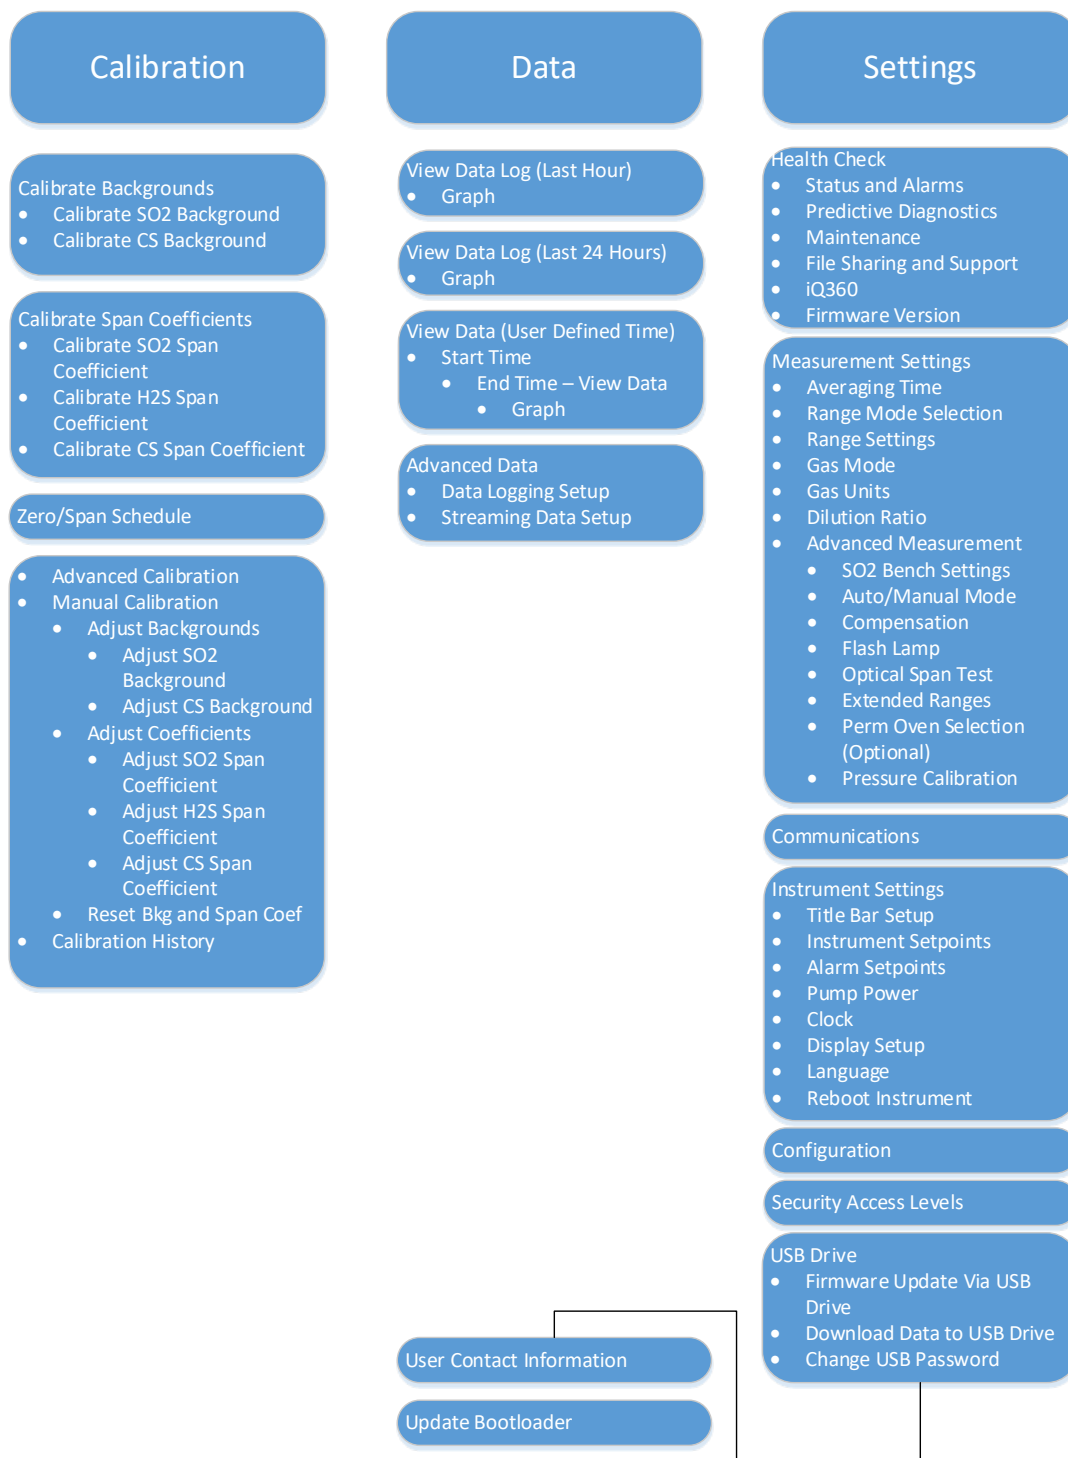 Calibration
Calibrate Backgrounds
• Calibrate SO2 Background
• Calibrate CS Background
Calibrate Span Coefficients
• Calibrate SO2 Span
Coefficient
• Calibrate H2S Span
Coefficient
• Calibrate CS Span Coefficient
Zero/Span Schedule
• Advanced Calibration
• Manual Calibration
• Adjust Backgrounds
• Adjust SO2
Background
• Adjust CS Background
• Adjust Coefficients
• Adjust SO2 Span
Coefficient
• Adjust H2S Span
Coefficient
• Adjust CS Span
Coefficient
• Reset Bkg and Span Coef
• Calibration History
Data
View Data Log (Last Hour)
• Graph
View Data Log (Last 24 Hours)
• Graph
View Data (User Defined Time)
• Start Time
• End Time – View Data
• Graph
Advanced Data
• Data Logging Setup
• Streaming Data Setup
Settings
Health Check
• Status and Alarms
• Predictive Diagnostics
• Maintenance
• File Sharing and Support
• iQ360
• Firmware Version
Measurement Settings
• Averaging Time
• Range Mode Selection
• Range Settings
• Gas Mode
• Gas Units
• Dilution Ratio
• Advanced Measurement
• SO2 Bench Settings
• Auto/Manual Mode
• Compensation
• Flash Lamp
• Optical Span Test
• Extended Ranges
• Perm Oven Selection
(Optional)
• Pressure Calibration
Communications
Instrument Settings
• Title Bar Setup
• Instrument Setpoints
• Alarm Setpoints
• Pump Power
• Clock
• Display Setup
• Language
• Reboot Instrument
Configuration
Security Access Levels
USB Drive
• Firmware Update Via USB
Drive
• Download Data to USB Drive
• Change USB Password
User Contact Information
Update Bootloader